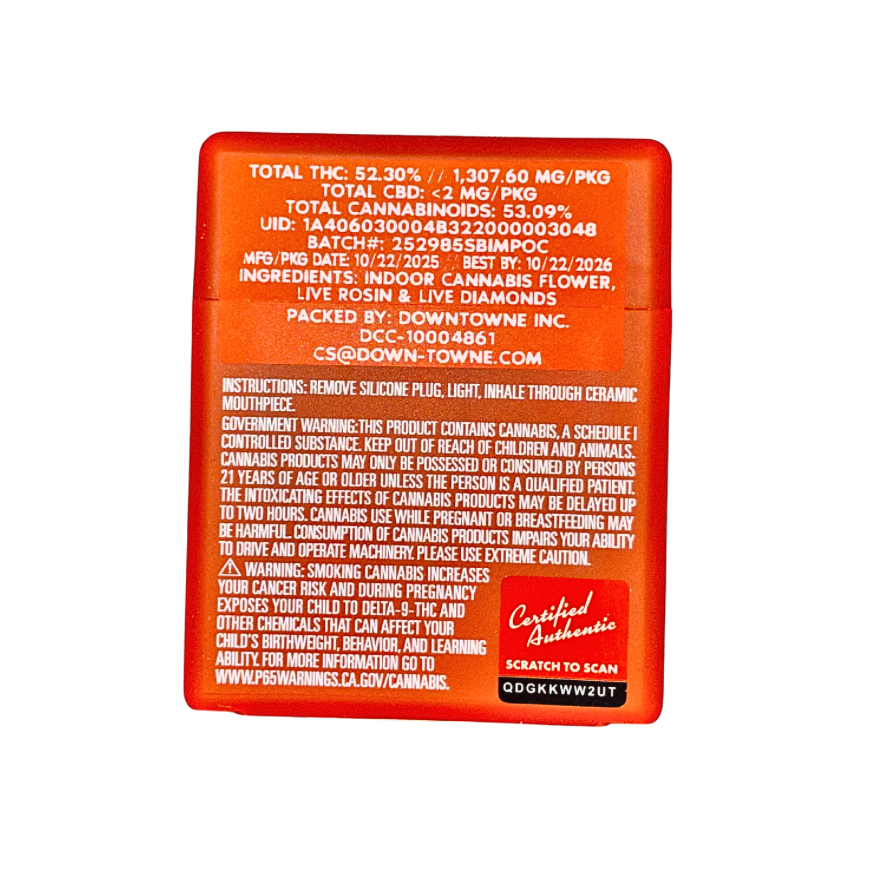 TOTAL THC: 52.30% // 1,307.60 MG/PKG
TOTAL CBD: <2 MG/PKG
TOTAL CANNABINOIDS: 53.09%
UID: 1A406030004B322000003048
BATCH#: 252985SBIMPOC
MFG/PKG DATE: 10/22/2025 // BEST BY: 10/22/2026
INGREDIENTS: INDOOR CANNABIS FLOWER,
LIVE ROSIN & LIVE DIAMONDS
PACKED BY: DOWNTOWNE INC.
DCC-10004861
CS@DOWN-TOWNE.COM
INSTRUCTIONS: REMOVE SILICONE PLUG, LIGHT, INHALE THROUGH CERAMIC
MOUTHPIECE.
GOVERNMENT WARNING:THIS PRODUCT CONTAINS CANNABIS, A SCHEDULE I
CONTROLLED SUBSTANCE. KEEP OUT OF REACH OF CHILDREN AND ANIMALS.
CANNABIS PRODUCTS MAY ONLY BE POSSESSED OR CONSUMED BY PERSONS
21 YEARS OF AGE OR OLDER UNLESS THE PERSON IS A QUALIFIED PATIENT.
THE INTOXICATING EFFECTS OF CANNABIS PRODUCTS MAY BE DELAYED UP
TO TWO HOURS. CANNABIS USE WHILE PREGNANT OR BREASTFEEDING MAY
BE HARMFUL. CONSUMPTION OF CANNABIS PRODUCTS IMPAIRS YOUR ABILITY
TO DRIVE AND OPERATE MACHINERY. PLEASE USE EXTREME CAUTION.
⚠ WARNING: SMOKING CANNABIS INCREASES
YOUR CANCER RISK AND DURING PREGNANCY
EXPOSES YOUR CHILD TO DELTA-9-THC AND
OTHER CHEMICALS THAT CAN AFFECT YOUR
CHILD'S BIRTHWEIGHT, BEHAVIOR, AND LEARNING
ABILITY. FOR MORE INFORMATION GO TO
WWW.P65WARNINGS.CA.GOV/CANNABIS.
Certified
Authentic
SCRATCH TO SCAN
QDGKKWW2UT